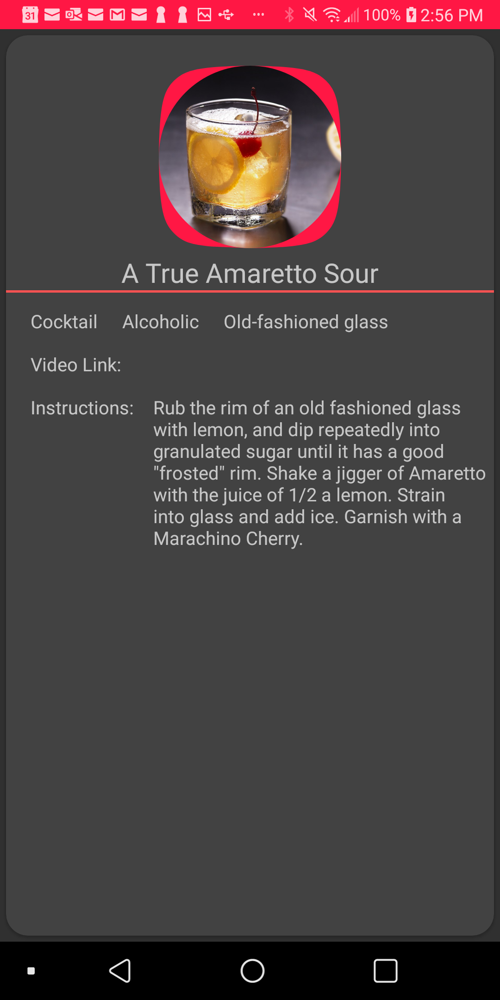 31 100% 2:56 PM
A True Amaretto Sour
Cocktail Alcoholic Old-fashioned glass
Video Link:
Instructions: Rub the rim of an old fashioned glass
with lemon, and dip repeatedly into
granulated sugar until it has a good
"frosted" rim. Shake a jigger of Amaretto
with the juice of 1/2 a lemon. Strain
into glass and add ice. Garnish with a
Marachino Cherry.